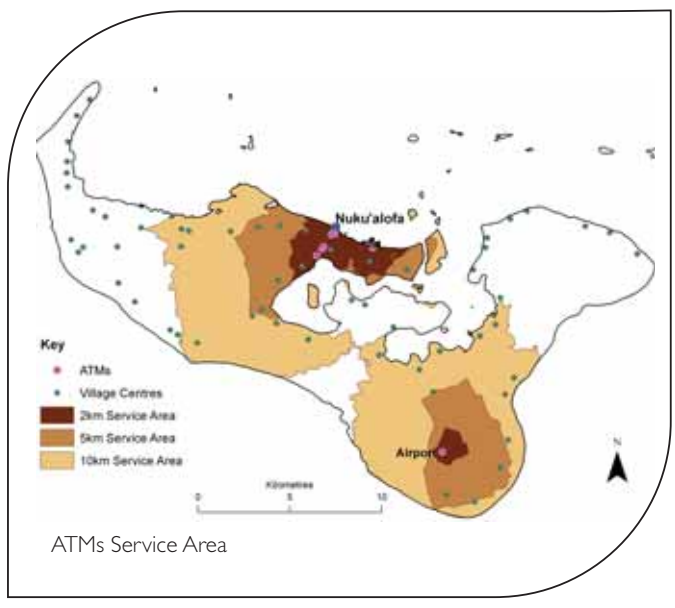 Nuku'alofa
Key
ATMs
Village Centres
2km Service Area
5km Service Area
10km Service Area
Airport
N
Kilometres
0 5 10
ATMs Service Area